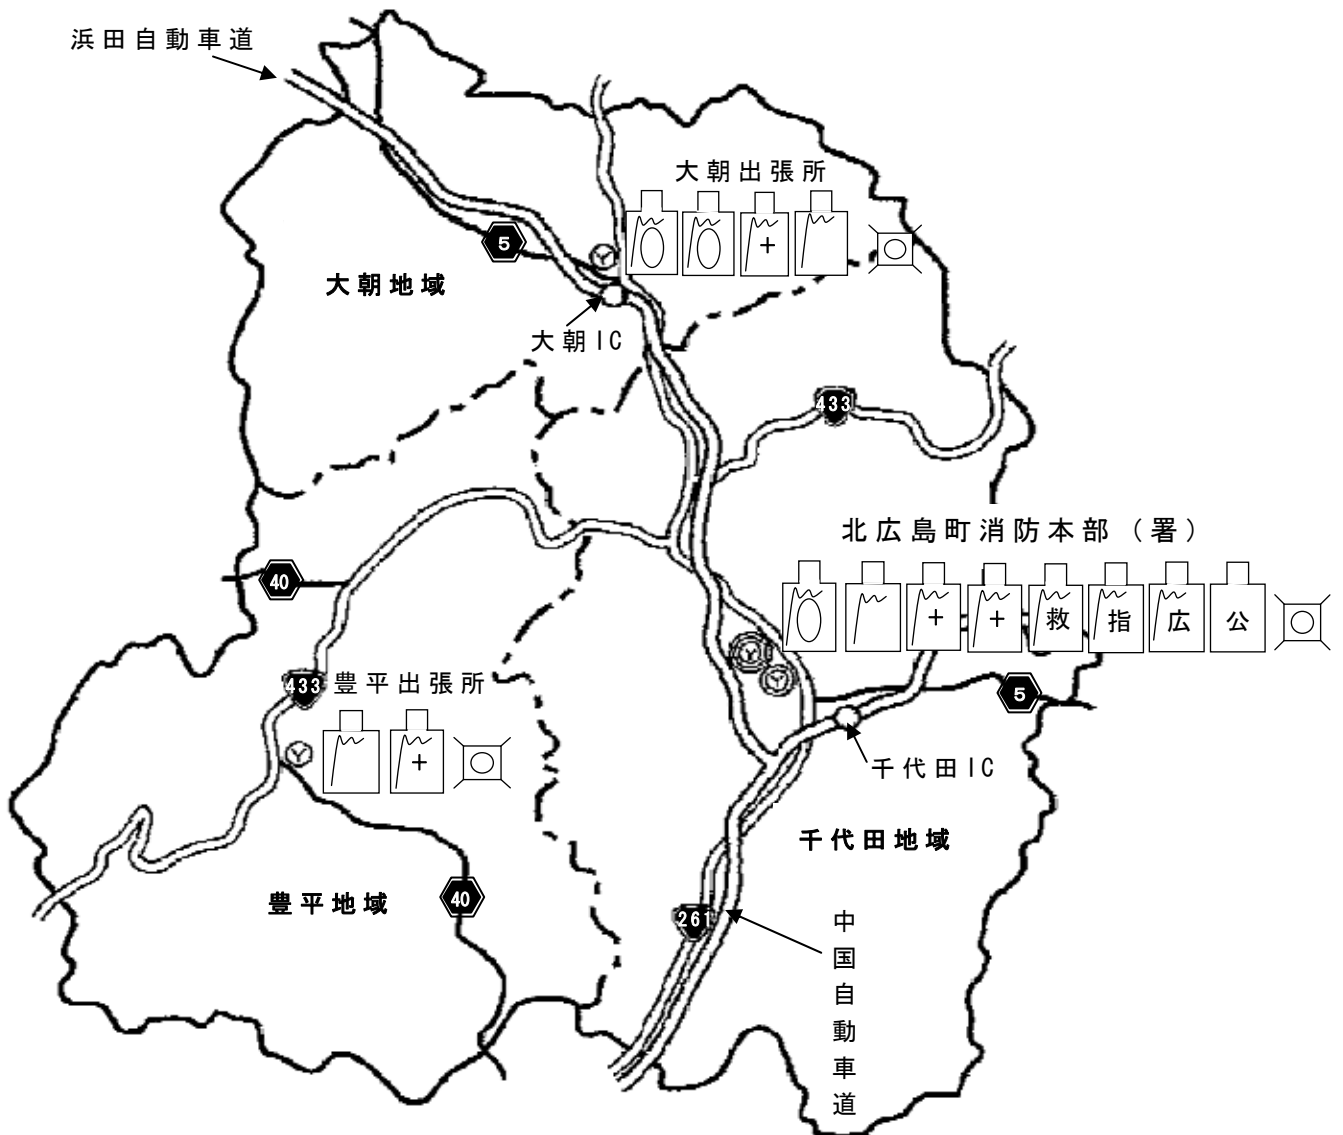 浜田自動車道
大朝出張所
+
5
大朝地域
大朝IC
433
北広島町消防本部（署）
+ + 救 指 広 公
40
433
豊平出張所
5
+
千代田IC
千代田地域
豊平地域
40
261
中国自動車道